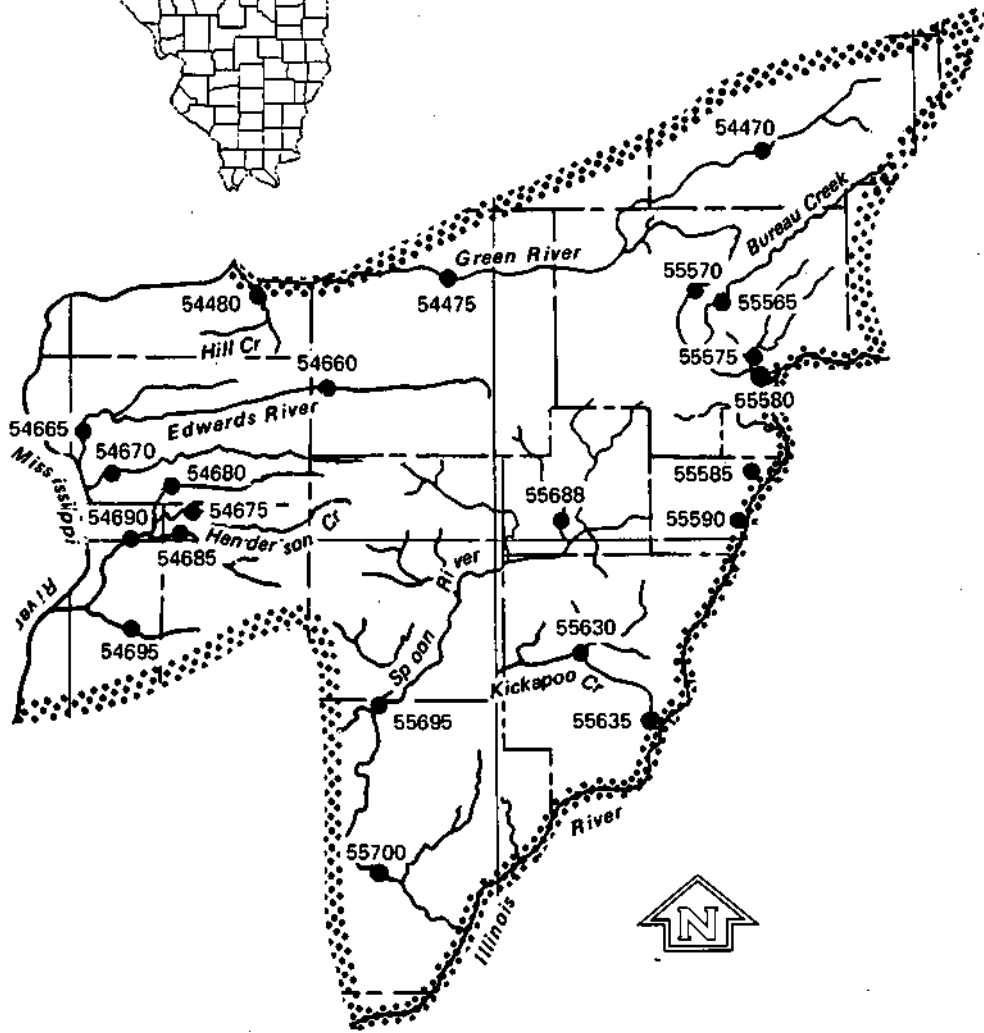 54470
Bureau Creek
Green River
55570
54480
54475
55565
Hill Cr
54660
55575
55580
54665
Edwards River
54670
54680
55585
Mississippi
55688
54690
54675
55590
Henderson Cr
54685
River
River
55630
54695
Spoon
Kickapoo Cr
55695
55635
River
55700
Illinois
N